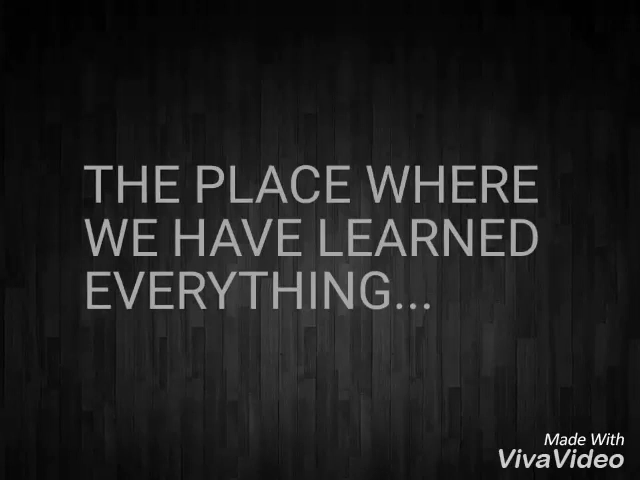 THE PLACE WHERE
WE HAVE LEARNED
EVERYTHING...
Made With
VivaVideo